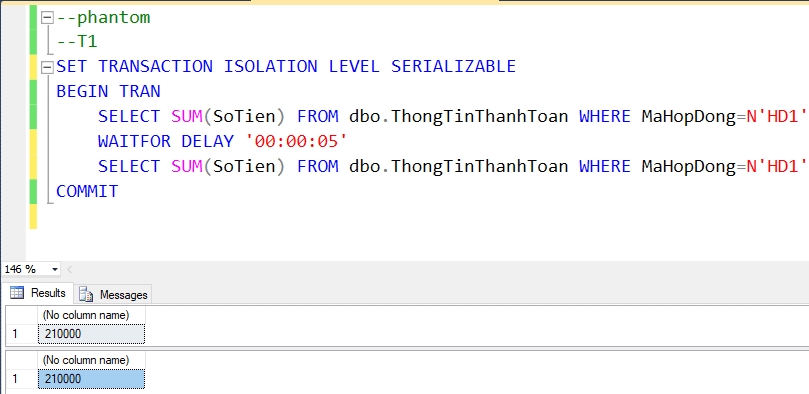 --phantom
--T1
SET TRANSACTION ISOLATION LEVEL SERIALIZABLE
BEGIN TRAN
SELECT SUM(SoTien) FROM dbo.ThongTinThanhToan WHERE MaHopDong=N'HD1'
WAITFOR DELAY '00:00:05'
SELECT SUM(SoTien) FROM dbo.ThongTinThanhToan WHERE MaHopDong=N'HD1'
COMMIT
146 %
Results Messages
(No column name)
1 210000
(No column name)
1 210000